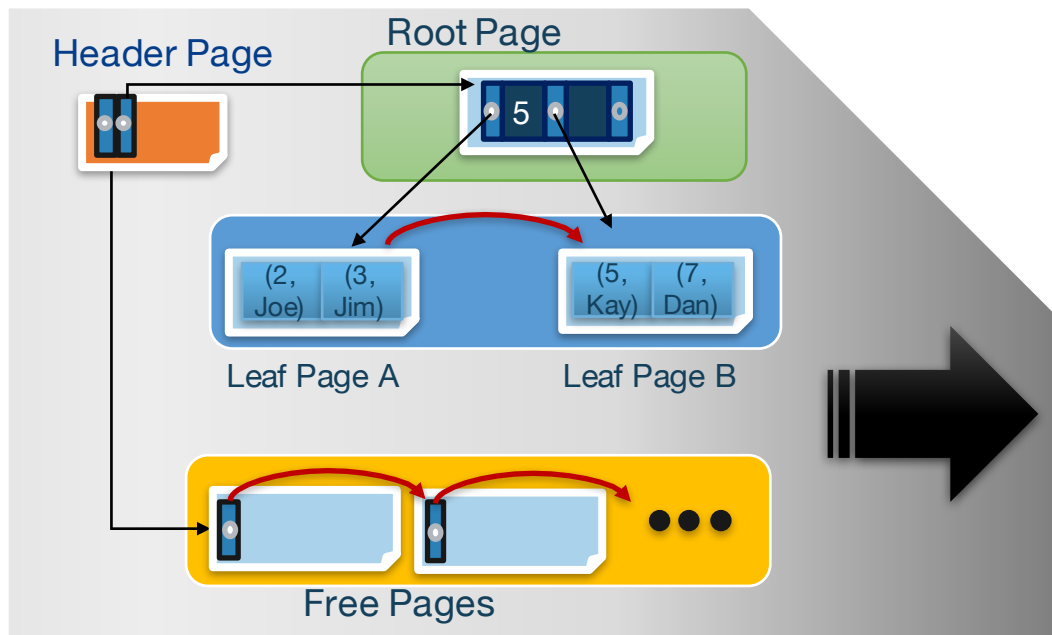 Root Page
Header Page
5
(2,
Joe)
(3,
Jim)
(5,
Kay)
(7,
Dan)
Leaf Page A
Leaf Page B
Free Pages